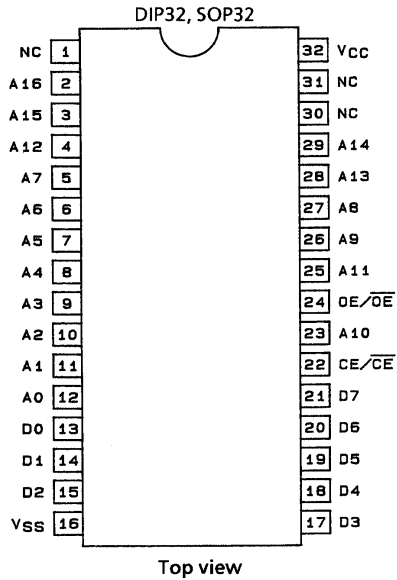 DIP32, SOP32
NC 1 32 VCC
A16 2 31 NC
A15 3 30 NC
A12 4 29 A14
A7 5 28 A13
A6 6 27 A8
A5 7 26 A9
A4 8 25 A11
A3 9 24 OE/O̅E̅
A2 10 23 A10
A1 11 22 CE/C̅E̅
A0 12 21 D7
D0 13 20 D6
D1 14 19 D5
D2 15 18 D4
VSS 16 17 D3
Top view